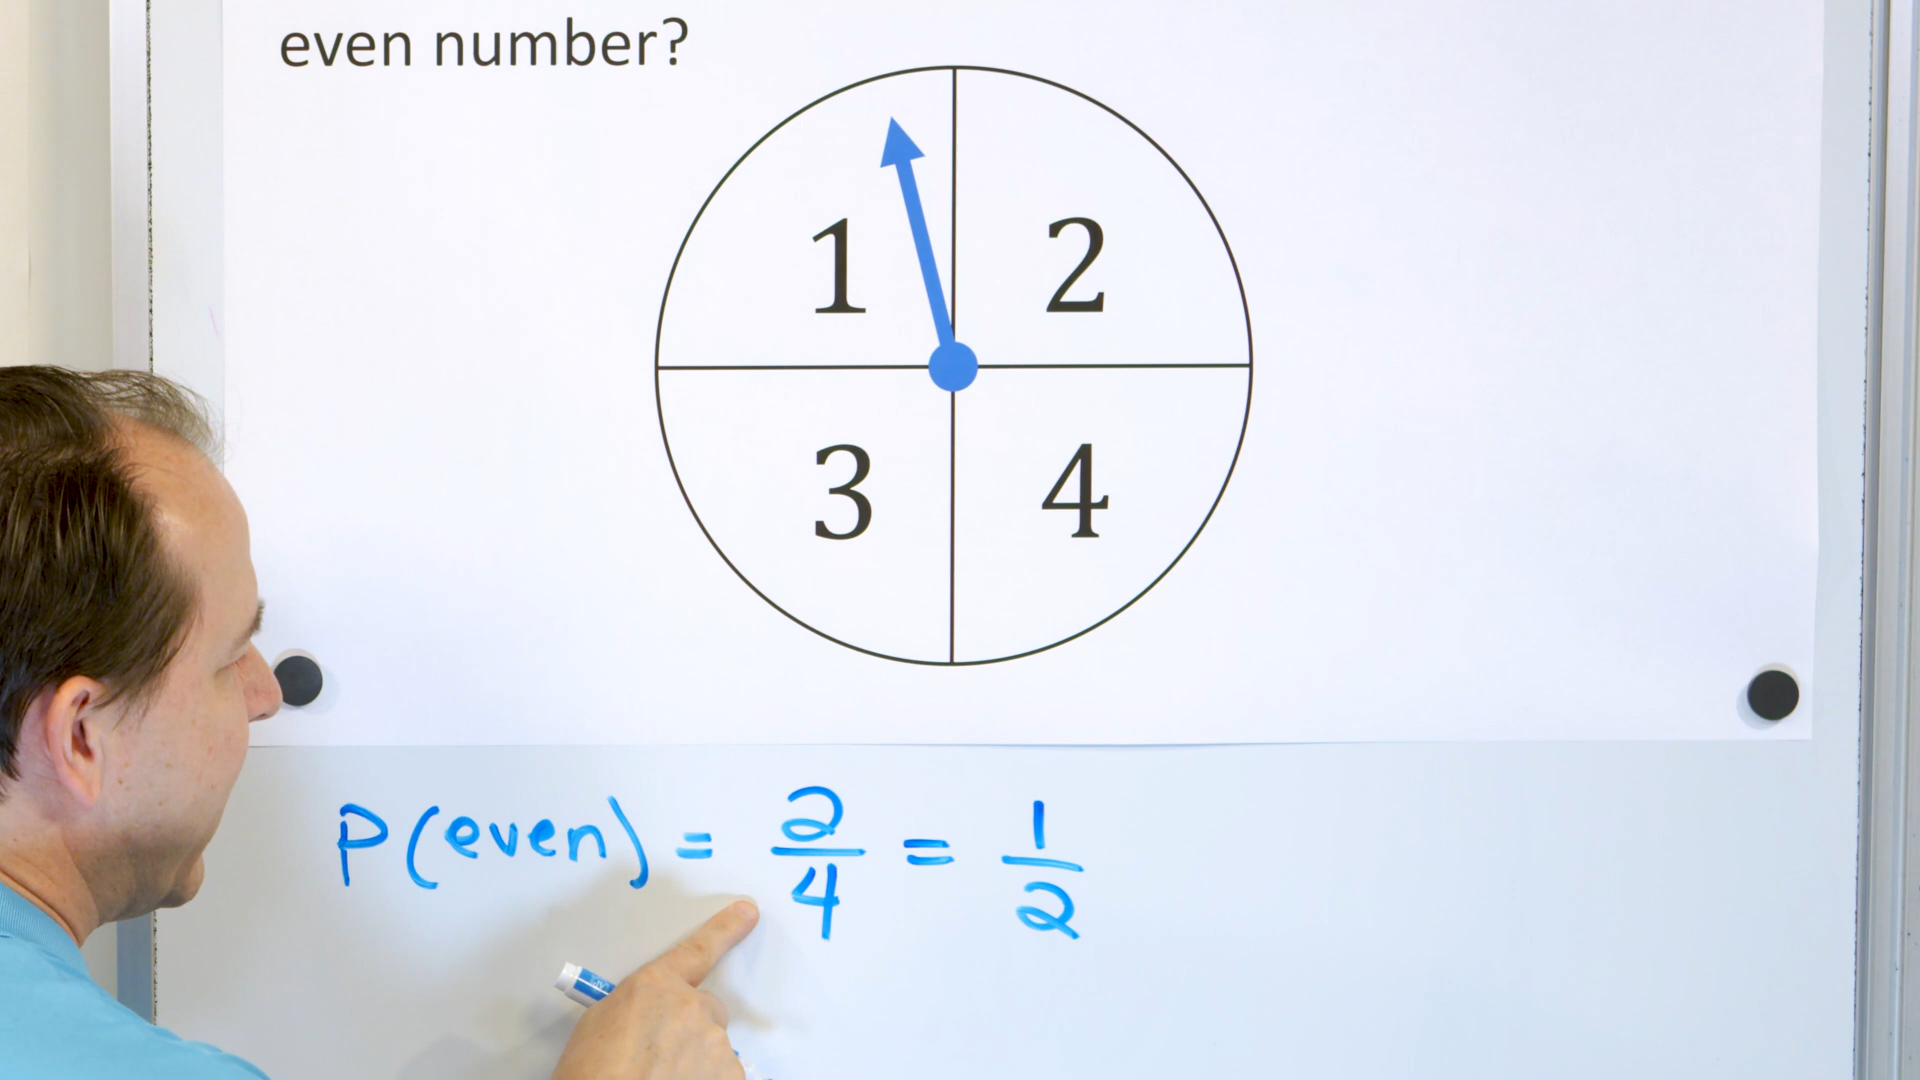 even number?
1 2
3 4
P(even) = 2/4 = 1/2